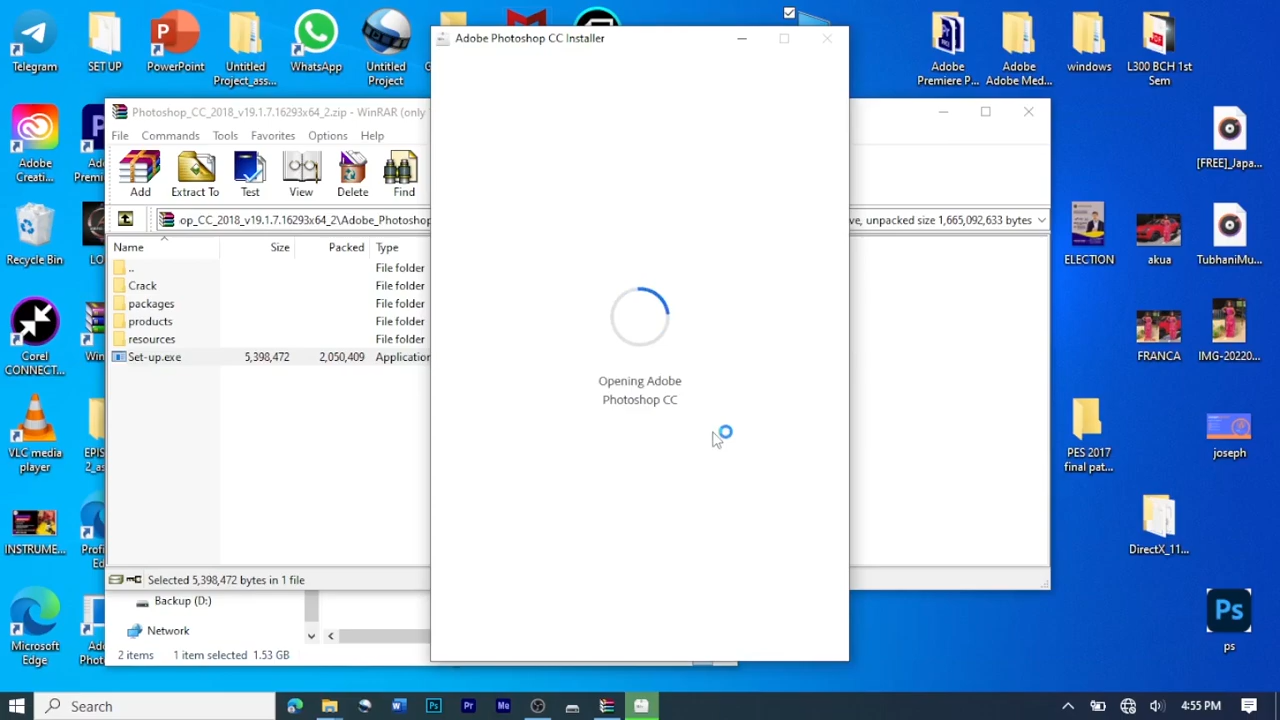 Telegram
SET UP
PowerPoint
Untitled
Project_ass...
WhatsApp
Untitled
Project
Adobe
Premiere P...
Adobe
Adobe Med...
windows
L300 BCH 1st
Sem
Adobe Photoshop CC Installer
Photoshop_CC_2018_v19.1.7.16293x64_2.zip - WinRAR (only
File
Commands
Tools
Favorites
Options
Help
Add
Extract To
Test
View
Delete
Find
op_CC_2018_v19.1.7.16293x64_2\Adobe_Photoshop
ve, unpacked size 1,665,092,633 bytes
Name
Size
Packed
Type
..
File folder
Crack
File folder
packages
File folder
products
File folder
resources
File folder
Set-up.exe
5,398,472
2,050,409
Application
Selected 5,398,472 bytes in 1 file
Backup (D:)
Network
2 items
1 item selected 1.53 GB
Opening Adobe
Photoshop CC
Adobe
Creati...
Recycle Bin
Corel
CONNECT...
VLC media
player
INSTRUME...
Microsoft
Edge
[FREE]_Japa...
ELECTION
akua
TubhaniMu...
FRANCA
IMG-20220...
PES 2017
final pat...
joseph
DirectX_11...
Ps
ps
Search
Ps
Pr
Me
4:55 PM